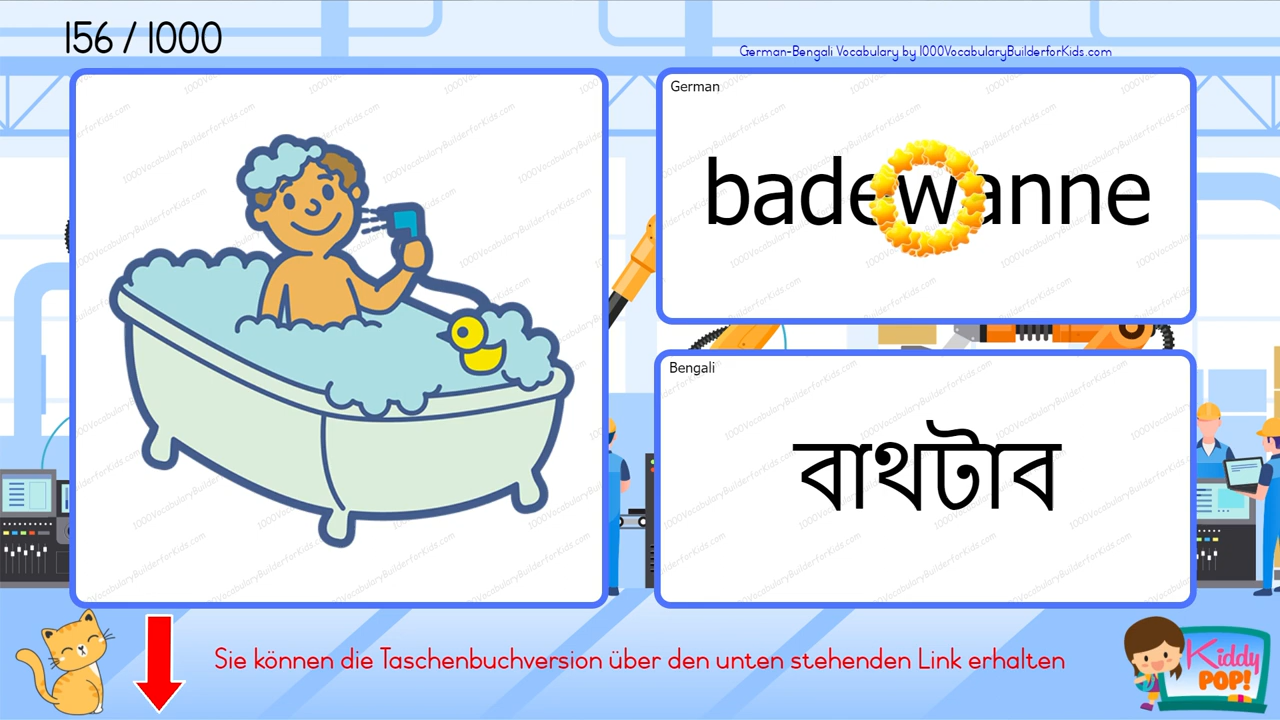 156 / 1000
German-Bengali Vocabulary by 1000VocabularyBuilderforKids.com
German
badewanne
Bengali
বাথটাব
Sie können die Taschenbuchversion über den unten stehenden Link erhalten
Kiddy
POP!